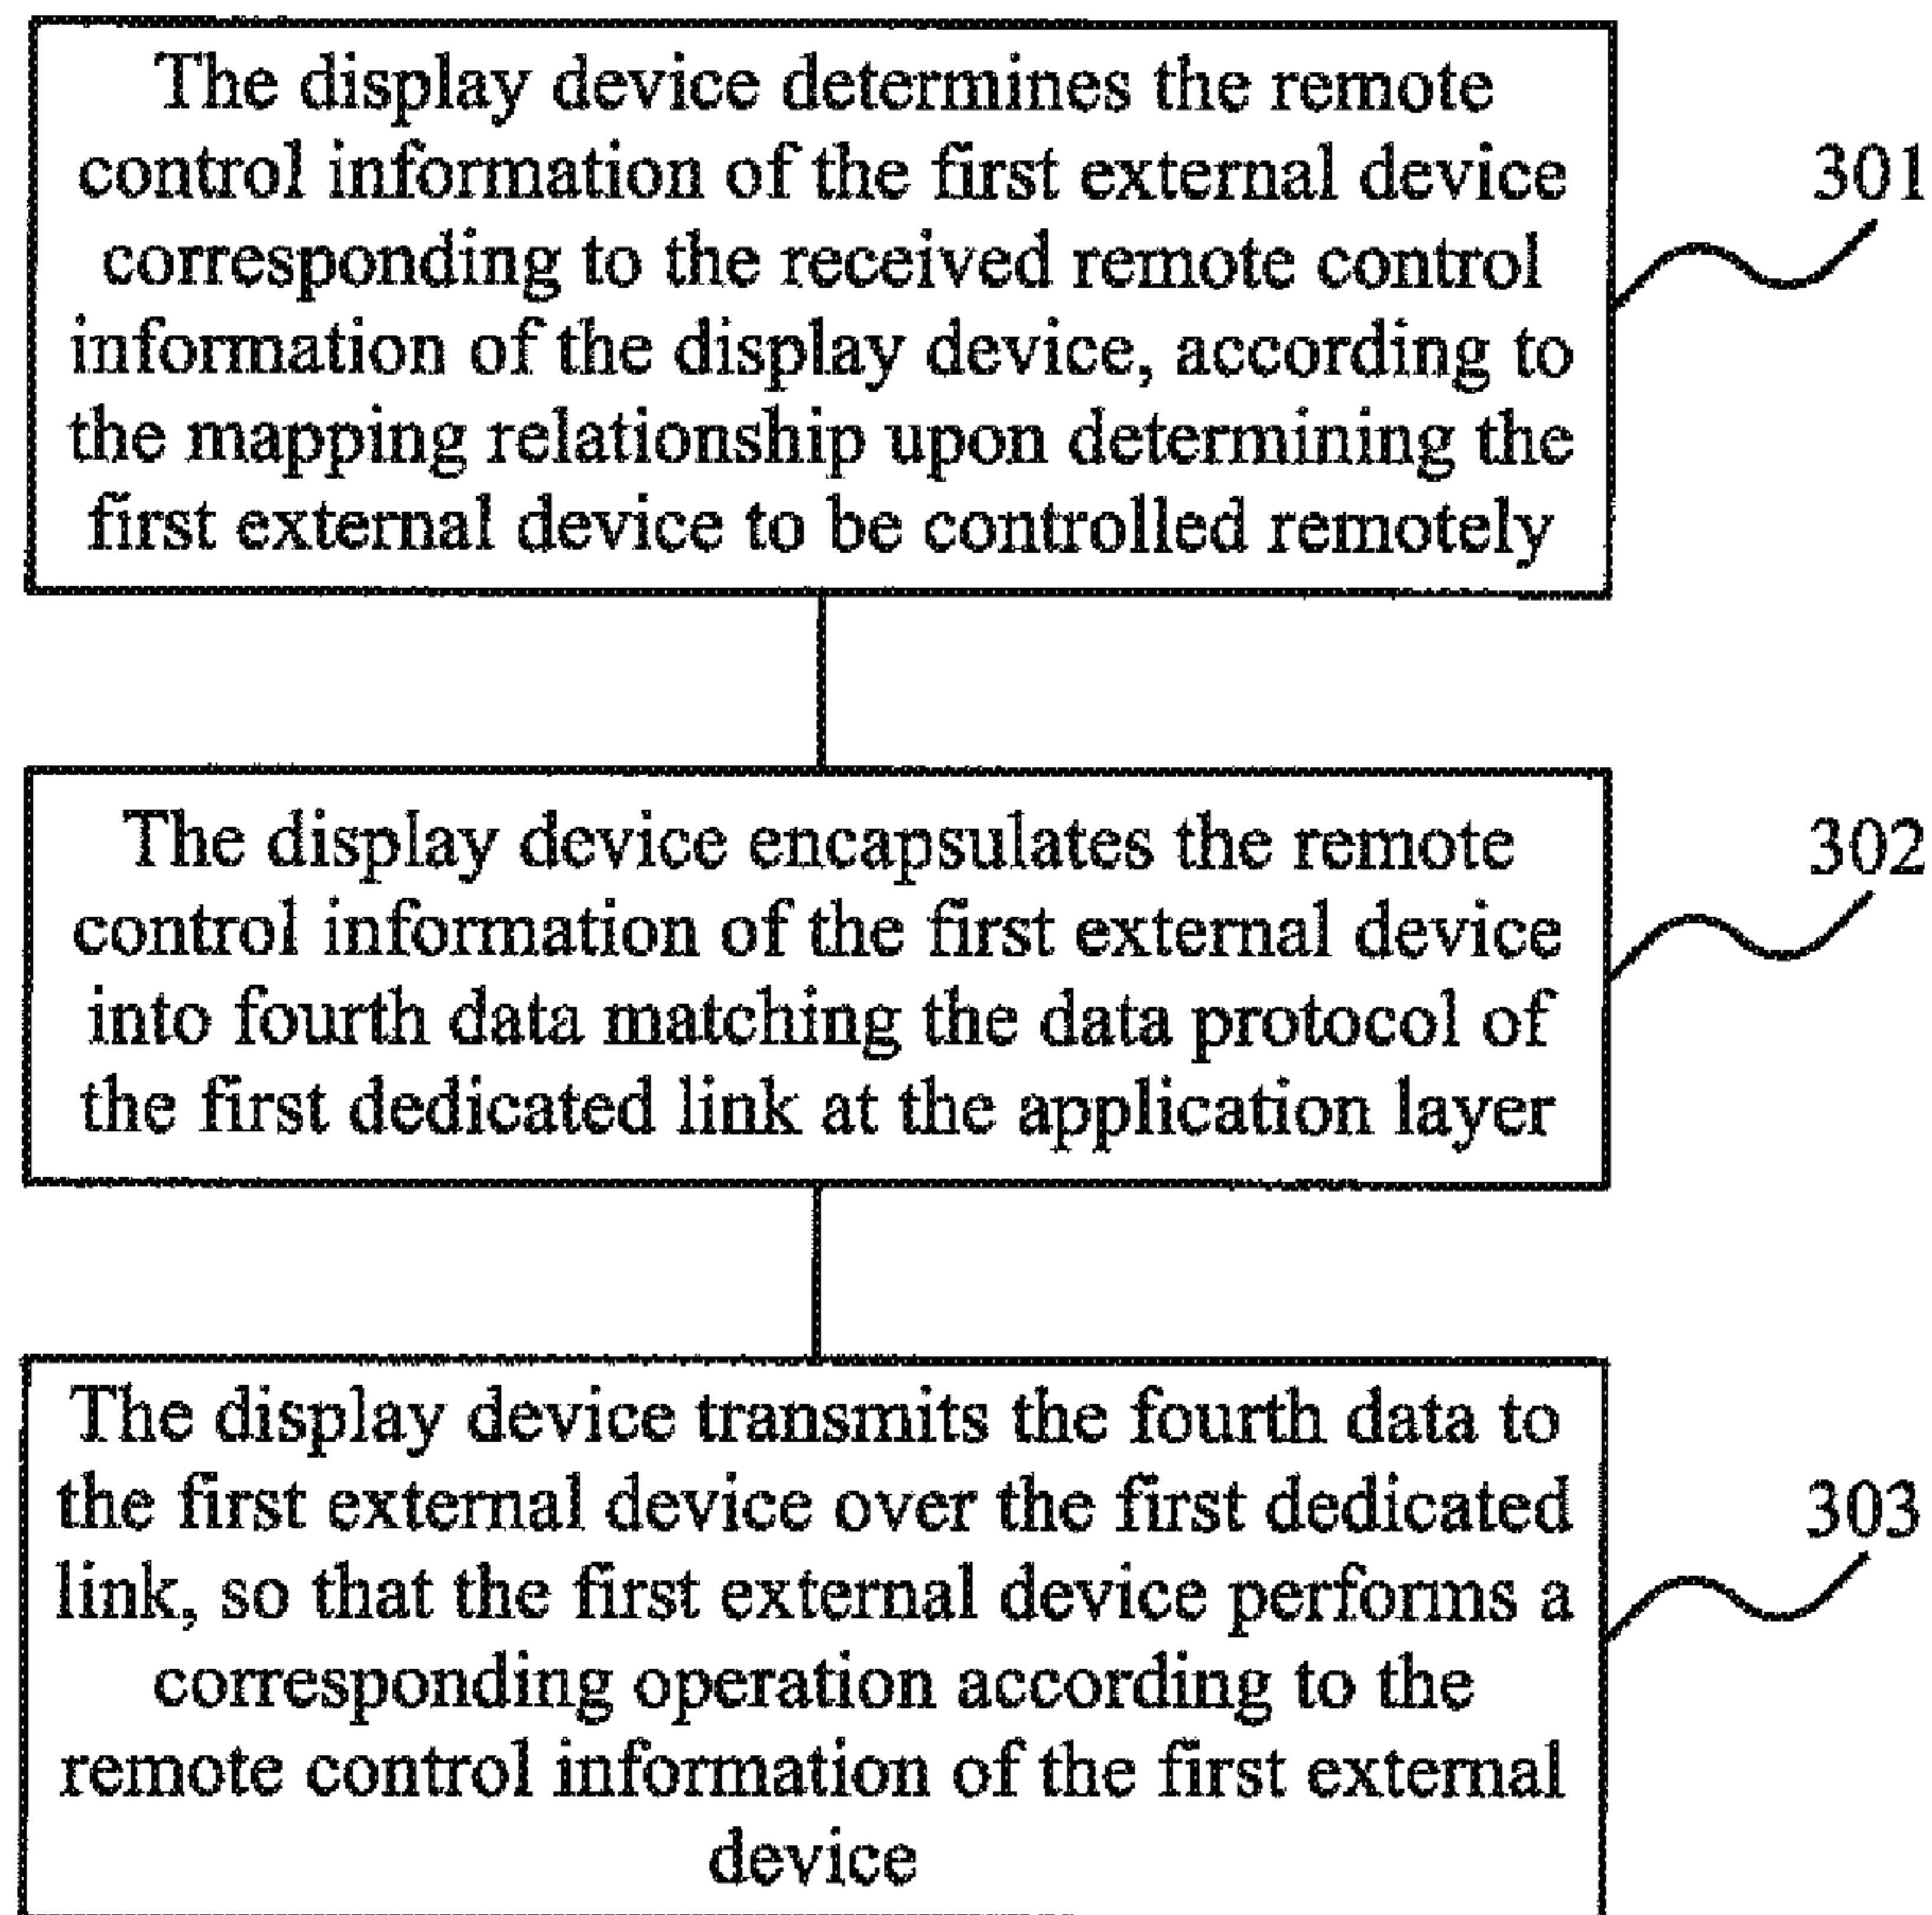 The display device determines the remote
control information of the first external device
corresponding to the received remote control
information of the display device, according to
the mapping relationship upon determining the
first external device to be controlled remotely
301
The display device encapsulates the remote
control information of the first external device
into fourth data matching the data protocol of
the first dedicated link at the application layer
302
The display device transmits the fourth data to
the first external device over the first dedicated
link, so that the first external device performs a
corresponding operation according to the
remote control information of the first external
device
303